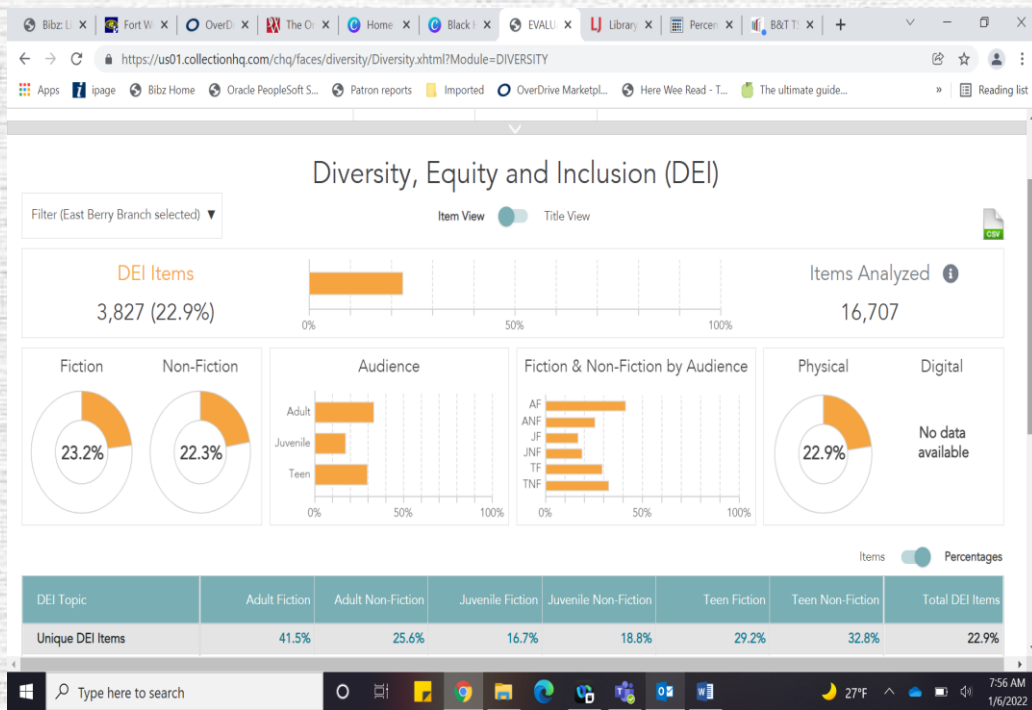 Bibz: Li Fort W OverD The Or Home Black H EVALU Library Percen B&T TS
https://us01.collectionhq.com/chq/faces/diversity/Diversity.xhtml?Module=DIVERSITY
Apps ipage Bibz Home Oracle PeopleSoft S... Patron reports Imported OverDrive Marketpl... Here Wee Read - T... The ultimate guide... » Reading list
Diversity, Equity and Inclusion (DEI)
Filter (East Berry Branch selected) ▼
Item View Title View
CSV
DEI Items
3,827 (22.9%)
0% 50% 100%
Items Analyzed
16,707
Fiction Non-Fiction
23.2% 22.3%
Audience
Adult
Juvenile
Teen
0% 50% 100%
Fiction & Non-Fiction by Audience
AF
ANF
JF
JNF
TF
TNF
0% 50% 100%
Physical Digital
22.9%
No data
available
Items Percentages
DEI Topic Adult Fiction Adult Non-Fiction Juvenile Fiction Juvenile Non-Fiction Teen Fiction Teen Non-Fiction Total DEI Items
Unique DEI Items 41.5% 25.6% 16.7% 18.8% 29.2% 32.8% 22.9%
Type here to search
27°F
7:56 AM
1/6/2022